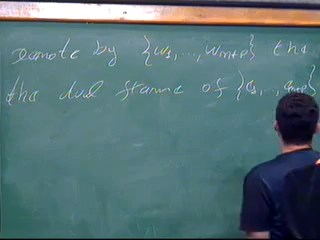 Denote by {ω₁,...,ωₘ₊ₚ} the
the dual frame of {e₁,...,eₘ₊ₚ}